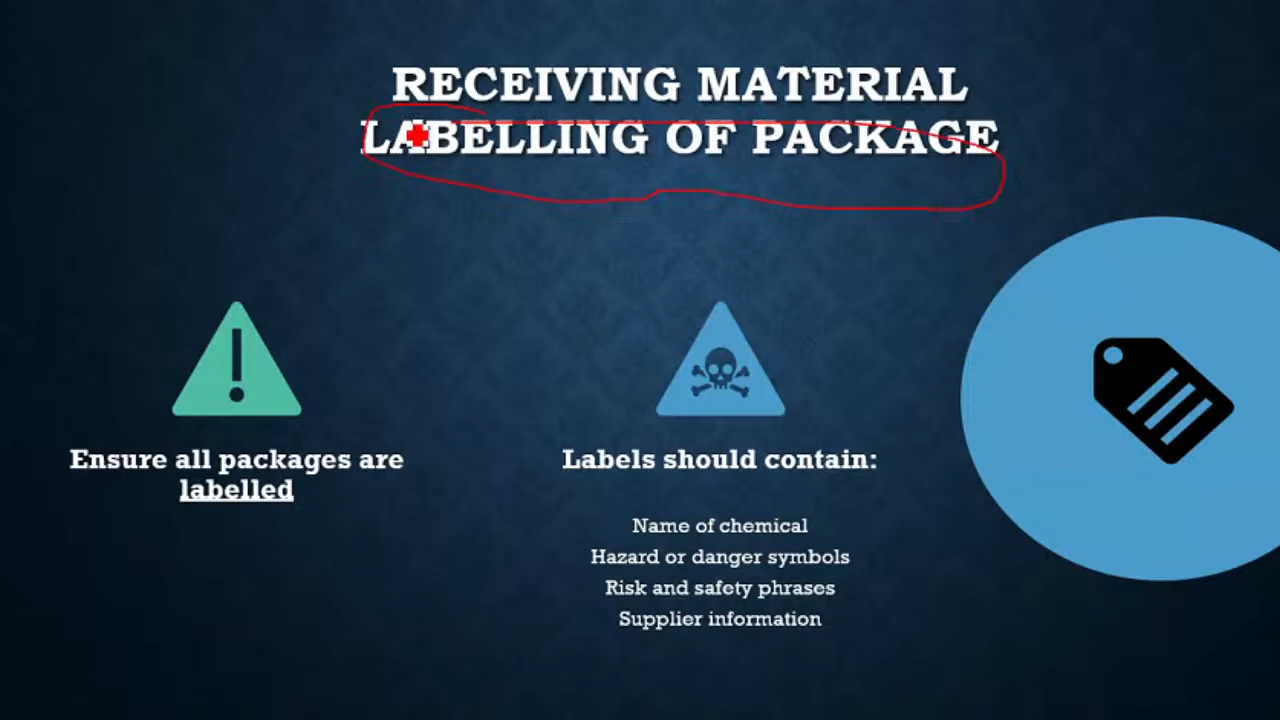 RECEIVING MATERIAL
LABELLING OF PACKAGE
Ensure all packages are
labelled
Labels should contain:
Name of chemical
Hazard or danger symbols
Risk and safety phrases
Supplier information